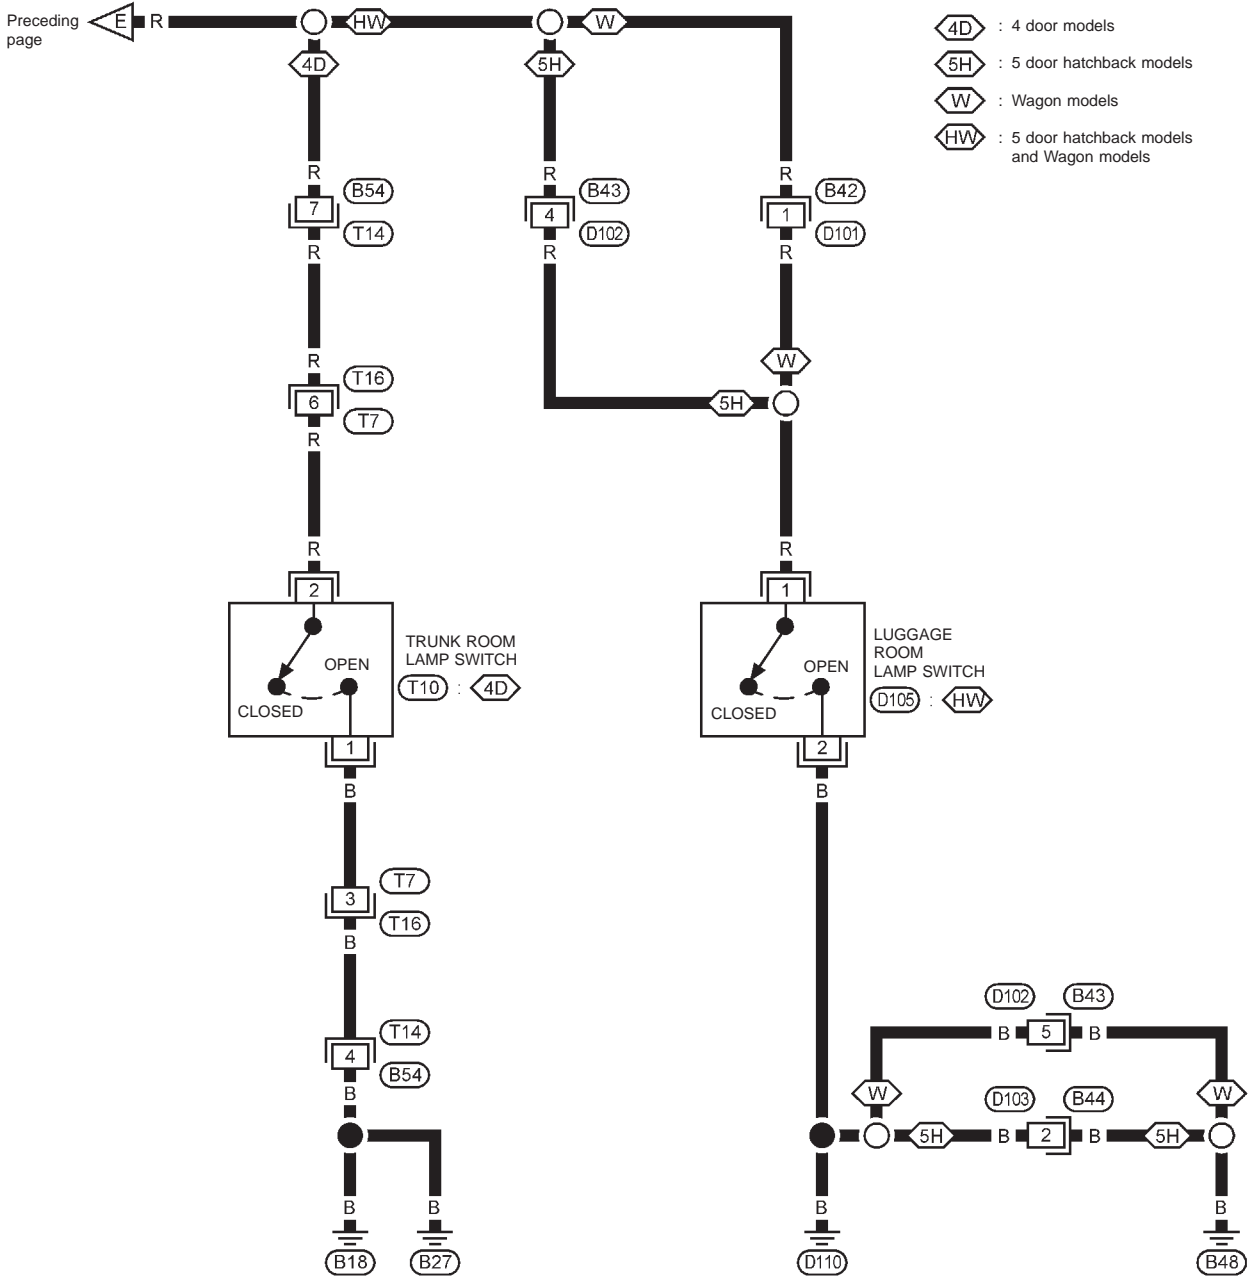 Preceding
page
E R HW W
4D : 4 door models
5H : 5 door hatchback models
W : Wagon models
HW : 5 door hatchback models
and Wagon models
4D 5H
R R R
7 B54 4 B43 1 B42
T14 D102 D101
R R R
R W
T16
6 5H
T7
R
R R
2 1
TRUNK ROOM
LAMP SWITCH
T10 : 4D
OPEN
CLOSED
LUGGAGE
ROOM
LAMP SWITCH
D105 : HW
OPEN
CLOSED
1 2
B B
T7
3
T16
B
T14
4
B54
B
D102 B43
B 5 B
W W
D103 B44
5H B 2 B 5H
B B B B
B18 B27 D110 B48